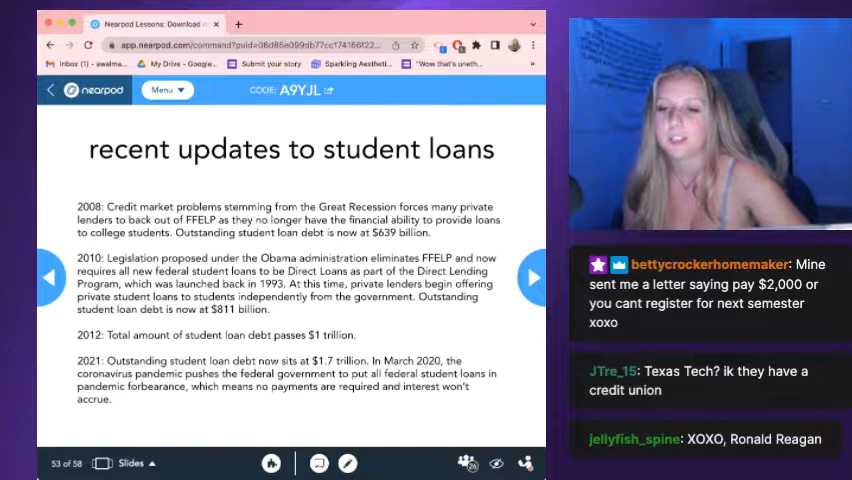 Nearpod Lessons: Download r
app.nearpod.com/command?puid=06d85e099db77cc174166f22...
Inbox (1) - awalma...
My Drive - Google...
Submit your story
Sparkling Aestheti...
"Wow that's uneth...
»
nearpod
Menu
CODE: A9YJL
recent updates to student loans
2008: Credit market problems stemming from the Great Recession forces many private
lenders to back out of FFELP as they no longer have the financial ability to provide loans
to college students. Outstanding student loan debt is now at $639 billion.
2010: Legislation proposed under the Obama administration eliminates FFELP and now
requires all new federal student loans to be Direct Loans as part of the Direct Lending
Program, which was launched back in 1993. At this time, private lenders begin offering
private student loans to students independently from the government. Outstanding
student loan debt is now at $811 billion.
2012: Total amount of student loan debt passes $1 trillion.
2021: Outstanding student loan debt now sits at $1.7 trillion. In March 2020, the
coronavirus pandemic pushes the federal government to put all federal student loans in
pandemic forbearance, which means no payments are required and interest won't
accrue.
53 of 58
Slides
26
bettycrockerhomemaker: Mine
sent me a letter saying pay $2,000 or
you cant register for next semester
xoxo
JTre_15: Texas Tech? ik they have a
credit union
jellyfish_spine: XOXO, Ronald Reagan